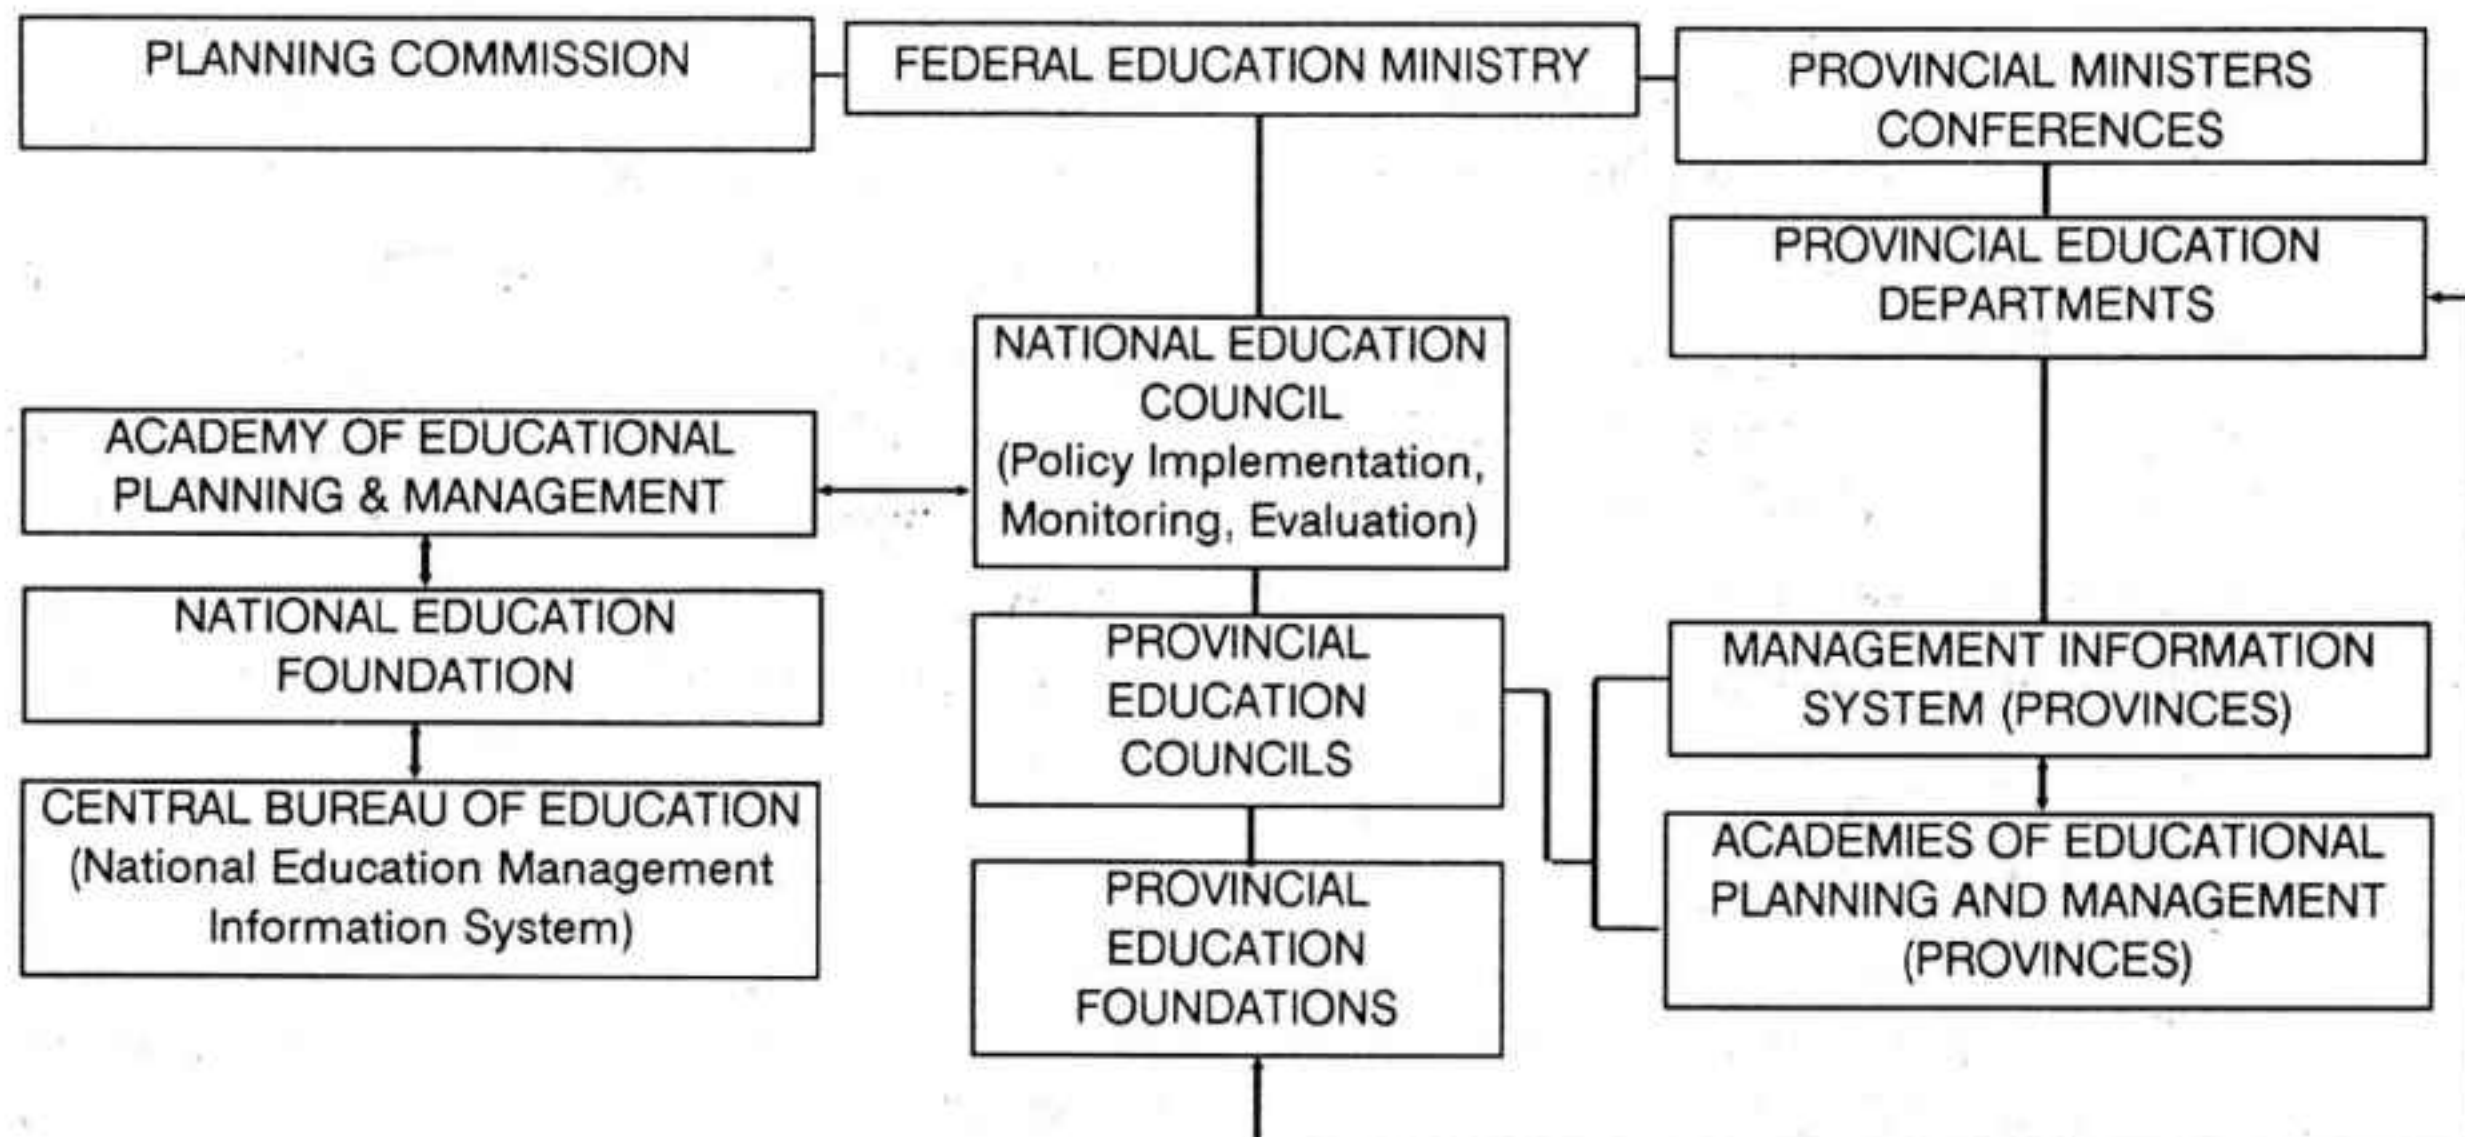 PLANNING COMMISSION
FEDERAL EDUCATION MINISTRY
PROVINCIAL MINISTERS
CONFERENCES
PROVINCIAL EDUCATION
DEPARTMENTS
NATIONAL EDUCATION
COUNCIL
(Policy Implementation,
Monitoring, Evaluation)
ACADEMY OF EDUCATIONAL
PLANNING & MANAGEMENT
NATIONAL EDUCATION
FOUNDATION
CENTRAL BUREAU OF EDUCATION
(National Education Management
Information System)
PROVINCIAL
EDUCATION
COUNCILS
PROVINCIAL
EDUCATION
FOUNDATIONS
MANAGEMENT INFORMATION
SYSTEM (PROVINCES)
ACADEMIES OF EDUCATIONAL
PLANNING AND MANAGEMENT
(PROVINCES)